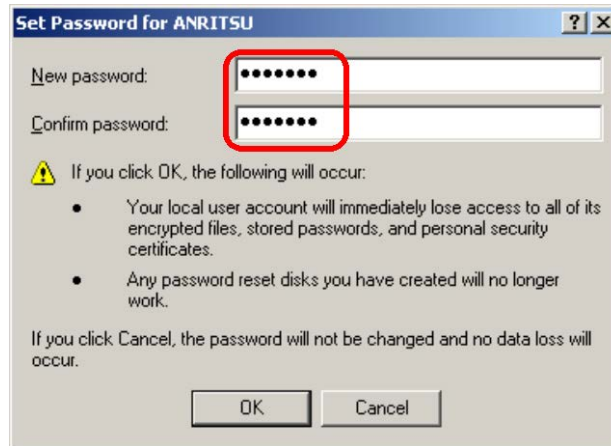 Set Password for ANRITSU
New password:
•••••••
Confirm password:
•••••••
If you click OK, the following will occur:
• Your local user account will immediately lose access to all of its
encrypted files, stored passwords, and personal security
certificates.
• Any password reset disks you have created will no longer
work.
If you click Cancel, the password will not be changed and no data loss will
occur.
OK Cancel